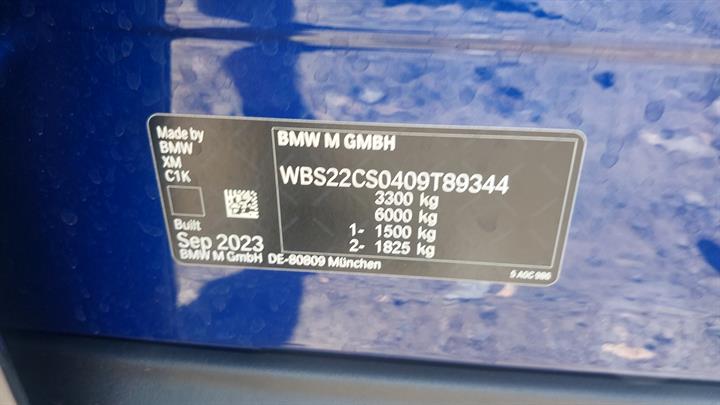 Made by
BMW
XM
C1K
Built
Sep 2023
BMW M GmbH DE-80809 München
BMW M GMBH
WBS22CS0409T89344
3300 kg
6000 kg
1- 1500 kg
2- 1825 kg